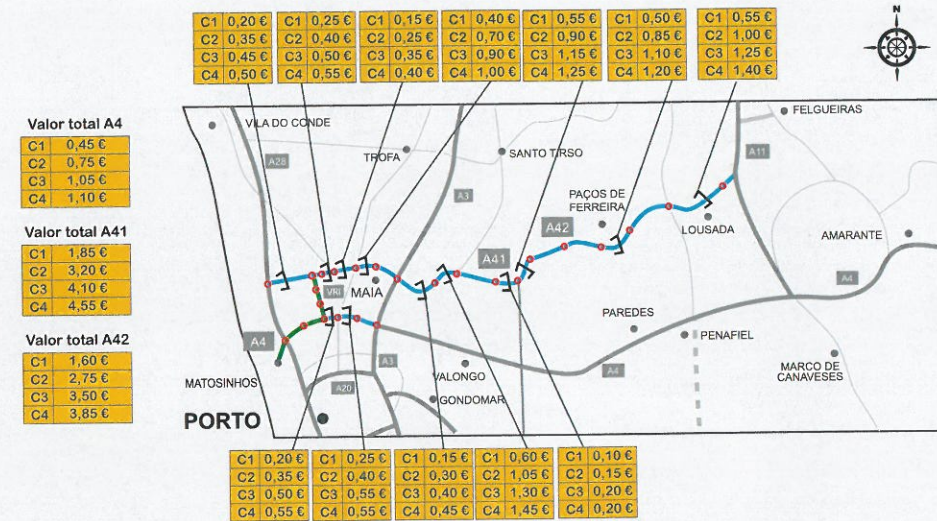 C1 0,20 €
C2 0,35 €
C3 0,45 €
C4 0,50 €
C1 0,25 €
C2 0,40 €
C3 0,50 €
C4 0,55 €
C1 0,15 €
C2 0,25 €
C3 0,35 €
C4 0,40 €
C1 0,40 €
C2 0,70 €
C3 0,90 €
C4 1,00 €
C1 0,55 €
C2 0,90 €
C3 1,15 €
C4 1,25 €
C1 0,50 €
C2 0,85 €
C3 1,10 €
C4 1,20 €
C1 0,55 €
C2 1,00 €
C3 1,25 €
C4 1,40 €
N
Valor total A4
C1 0,45 €
C2 0,75 €
C3 1,05 €
C4 1,10 €
Valor total A41
C1 1,85 €
C2 3,20 €
C3 4,10 €
C4 4,55 €
Valor total A42
C1 1,60 €
C2 2,75 €
C3 3,50 €
C4 3,85 €
VILA DO CONDE
FELGUEIRAS
A28
TROFA
SANTO TIRSO
A11
A3
PAÇOS DE
FERREIRA
A42
LOUSADA
AMARANTE
A41
VRI
MAIA
A4
PAREDES
PENAFIEL
A4
A3
VALONGO
A4
MARCO DE
CANAVESES
MATOSINHOS
A20
GONDOMAR
PORTO
C1 0,20 €
C2 0,35 €
C3 0,50 €
C4 0,55 €
C1 0,25 €
C2 0,40 €
C3 0,55 €
C4 0,55 €
C1 0,15 €
C2 0,30 €
C3 0,40 €
C4 0,45 €
C1 0,60 €
C2 1,05 €
C3 1,30 €
C4 1,45 €
C1 0,10 €
C2 0,15 €
C3 0,20 €
C4 0,20 €